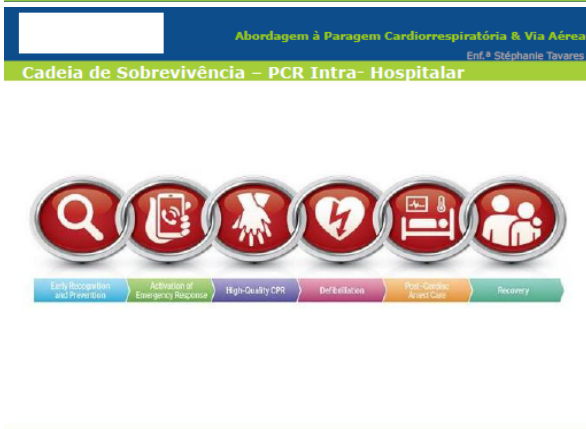 Abordagem à Paragem Cardiorrespiratória & Via Aérea
Enf.ª Stéphanie Tavares
Cadeia de Sobrevivência – PCR Intra- Hospitalar
Early Recognition
and Prevention
Activation of
Emergency Response
High-Quality CPR
Defibrillation
Post-Cardiac
Arrest Care
Recovery